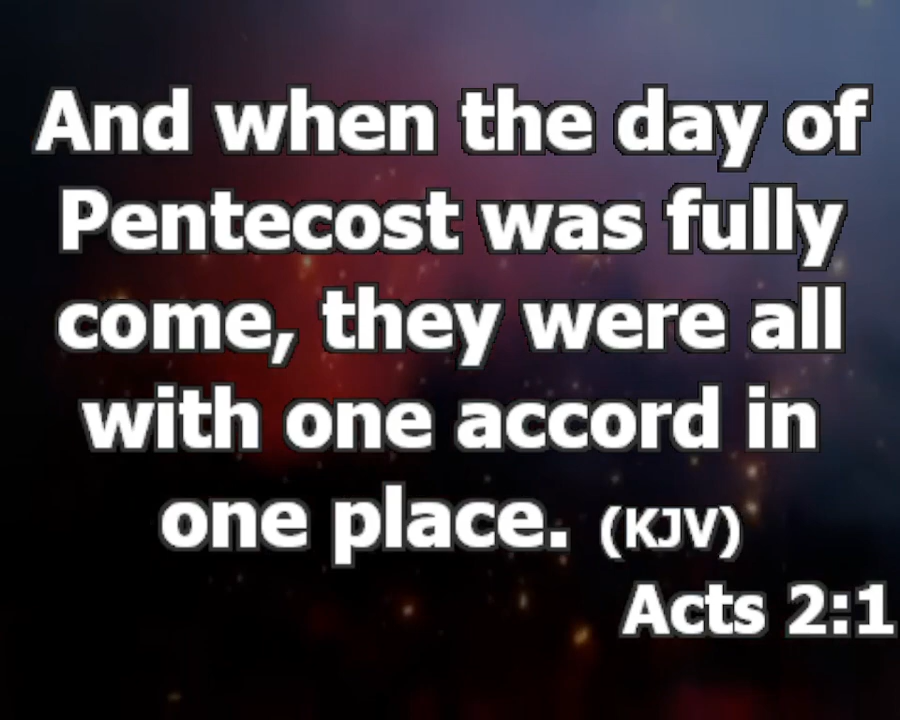 And when the day of
Pentecost was fully
come, they were all
with one accord in
one place. (KJV)
Acts 2:1